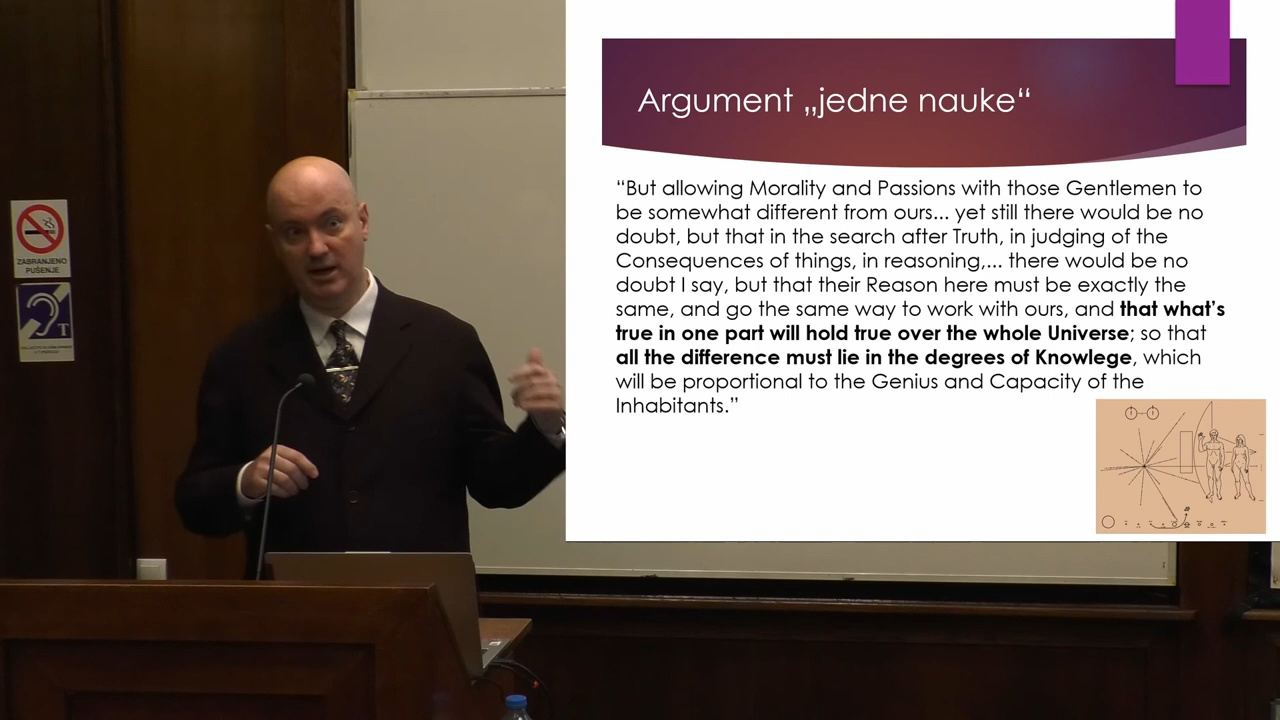 Argument „jedne nauke“
“But allowing Morality and Passions with those Gentlemen to
be somewhat different from ours... yet still there would be no
doubt, but that in the search after Truth, in judging of the
Consequences of things, in reasoning,... there would be no
doubt I say, but that their Reason here must be exactly the
same, and go the same way to work with ours, and that what’s
true in one part will hold true over the whole Universe; so that
all the difference must lie in the degrees of Knowlege, which
will be proportional to the Genius and Capacity of the
Inhabitants.”
ZABRANJENO
PUŠENJE
T